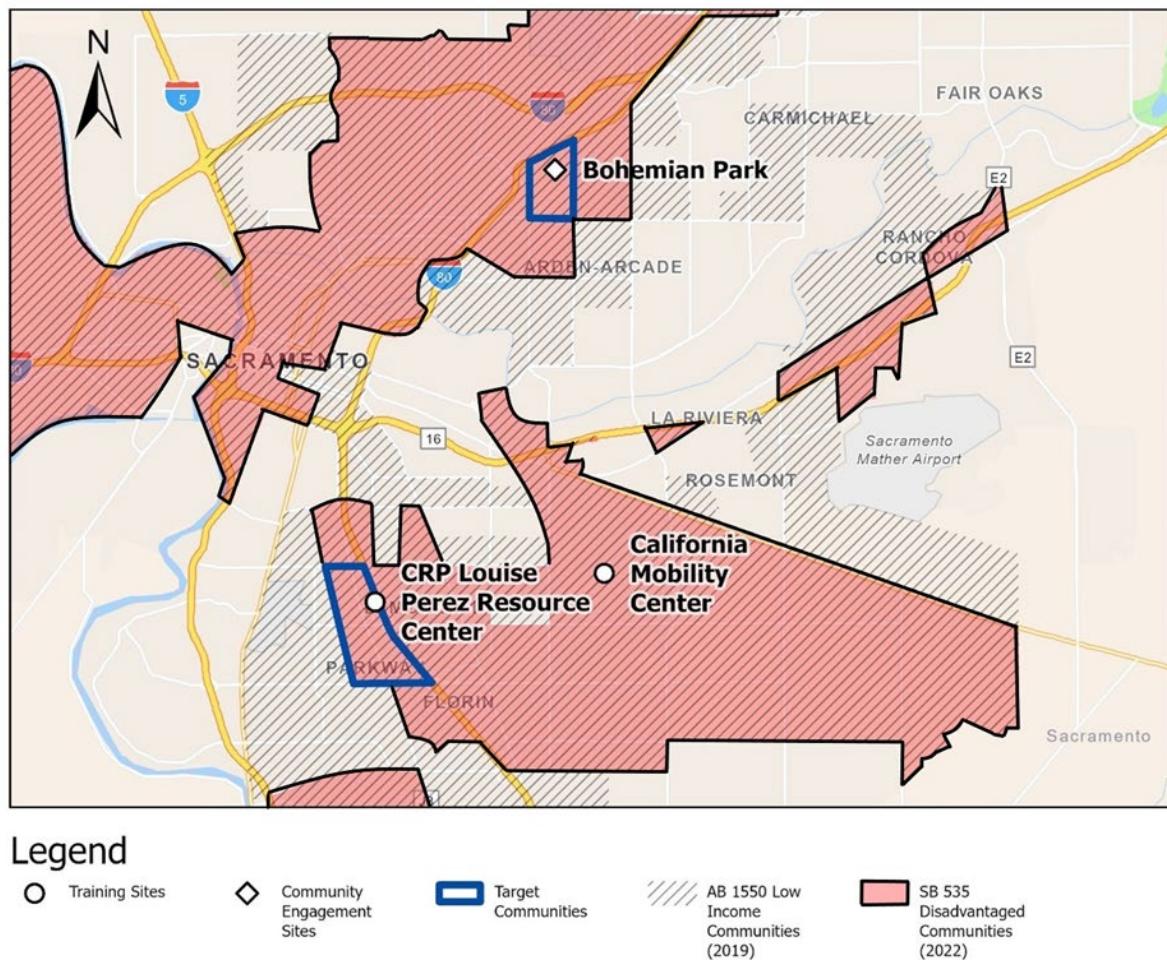 N
5
80
FAIR OAKS
CARMICHAEL
E2
Bohemian Park
RANCHO
CORDOVA
ARDEN-ARCADE
80
SACRAMENTO
E2
LA RIVIERA
16
Sacramento
Mather Airport
ROSEMONT
California
Mobility
Center
CRP Louise
Perez Resource
Center
FLORIN
Sacramento
Legend
Training Sites
Community
Engagement
Sites
Target
Communities
AB 1550 Low
Income
Communities
(2019)
SB 535
Disadvantaged
Communities
(2022)